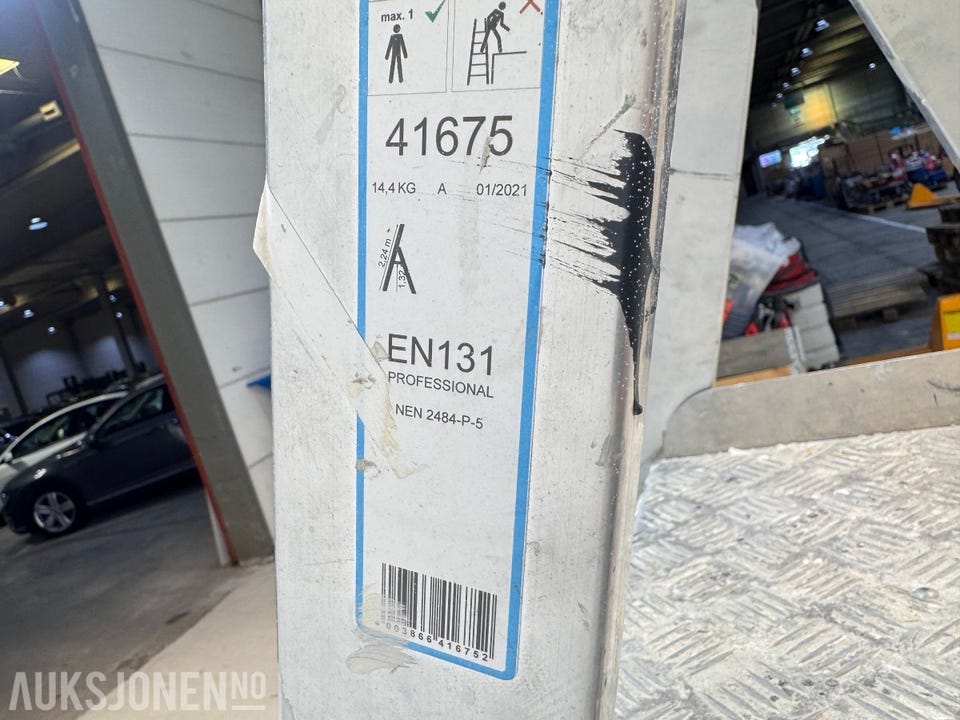 max. 1
41675
14,4 KG A 01/2021
2,24 m
1,32
EN131
PROFESSIONAL
NEN 2484-P-5
4003866416752
AUKSJONEN.NO